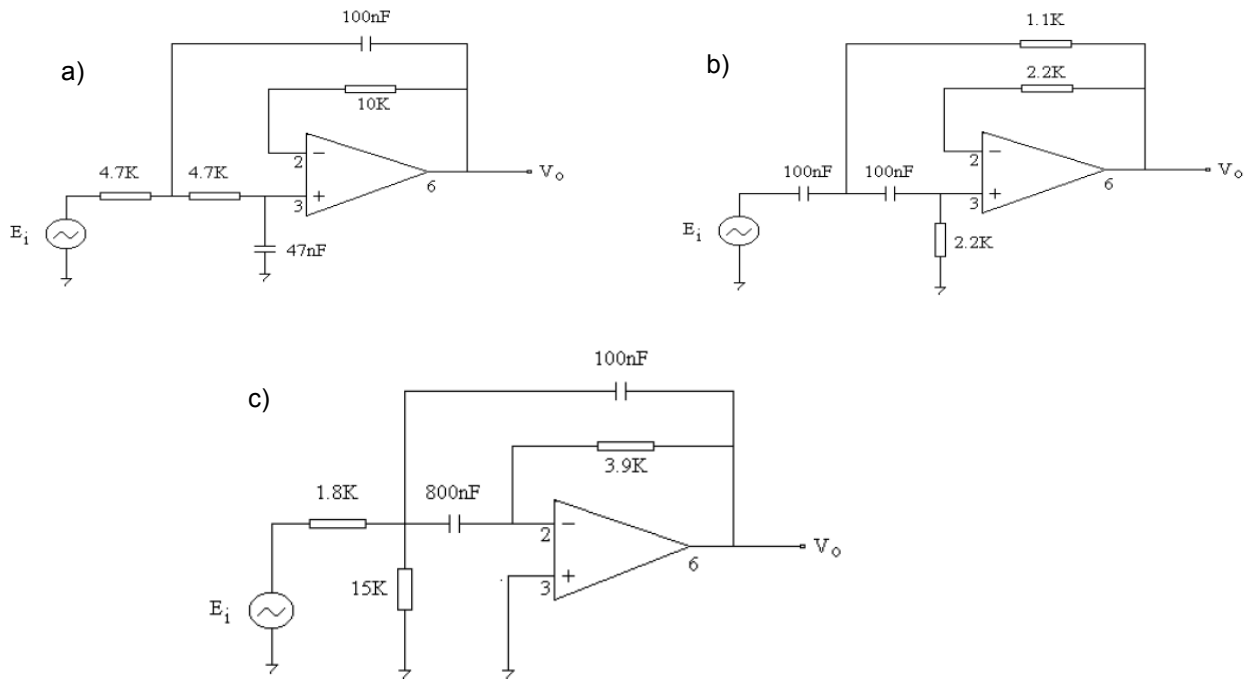 a)
100nF
10K
4.7K
4.7K
2
3
6
Vo
Ei
47nF
b)
1.1K
2.2K
100nF
100nF
2
3
6
Vo
Ei
2.2K
c)
100nF
3.9K
1.8K
800nF
2
3
6
Vo
15K
Ei